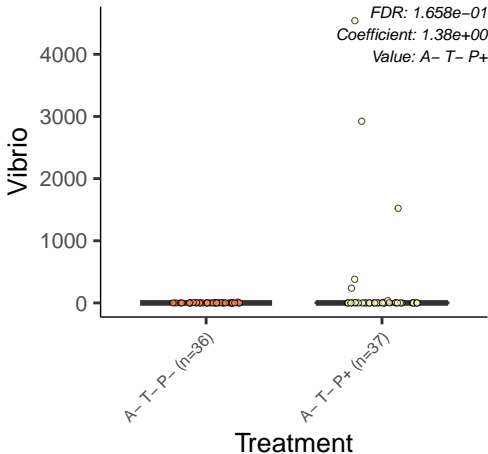 FDR: 1.658e−01
Coefficient: 1.38e+00
Value: A− T− P+
4000
3000
2000
1000
0
Vibrio
A− T− P− (n=36)
A− T− P+ (n=37)
Treatment